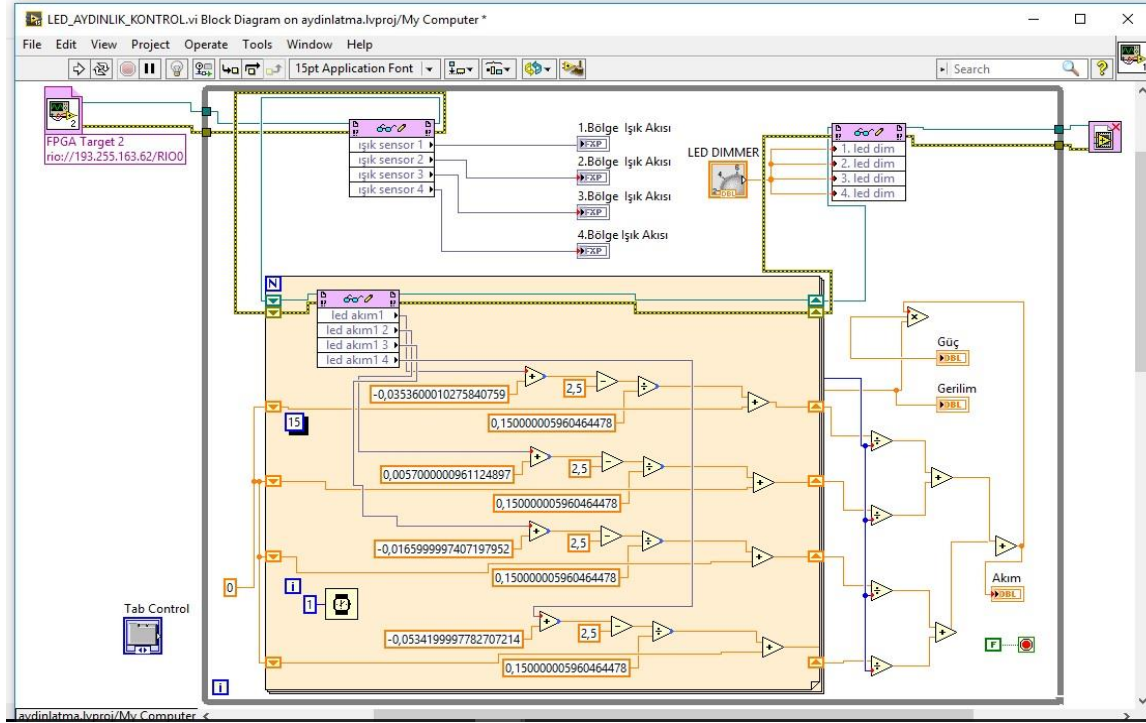 LED_AYDINLIK_KONTROL.vi Block Diagram on aydinlatma.lvproj/My Computer *
File Edit View Project Operate Tools Window Help
15pt Application Font
Search
2
1
FPGA Target 2
rio://193.255.163.62/RIO0
ışık sensor 1
ışık sensor 2
ışık sensor 3
ışık sensor 4
1.Bölge Işık Akısı
FXP
2.Bölge Işık Akısı
FXP
3.Bölge Işık Akısı
FXP
4.Bölge Işık Akısı
FXP
LED DIMMER
DBL
1. led dim
2. led dim
3. led dim
4. led dim
N
led akım1
led akım1 2
led akım1 3
led akım1 4
-0,0353600010275840759
2,5
0,150000005960464478
15
0,0057000000961124897
2,5
0,150000005960464478
-0,0165999997407197952
2,5
0,150000005960464478
0
i
1
-0,0534199997782707214
2,5
0,150000005960464478
Güç
DBL
Gerilim
DBL
Akım
DBL
F
Tab Control
i
aydinlatma.lvproj/My Computer